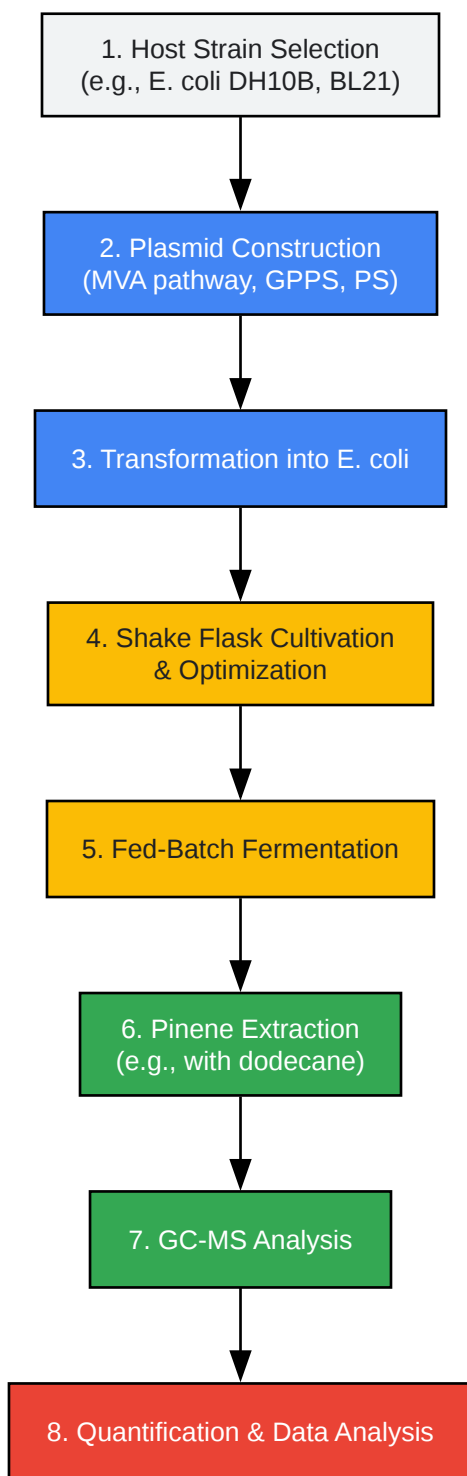 1. Host Strain Selection
(e.g., E. coli DH10B, BL21)
2. Plasmid Construction
(MVA pathway, GPPS, PS)
3. Transformation into E. coli
4. Shake Flask Cultivation
& Optimization
5. Fed-Batch Fermentation
6. Pinene Extraction
(e.g., with dodecane)
7. GC-MS Analysis
8. Quantification & Data Analysis